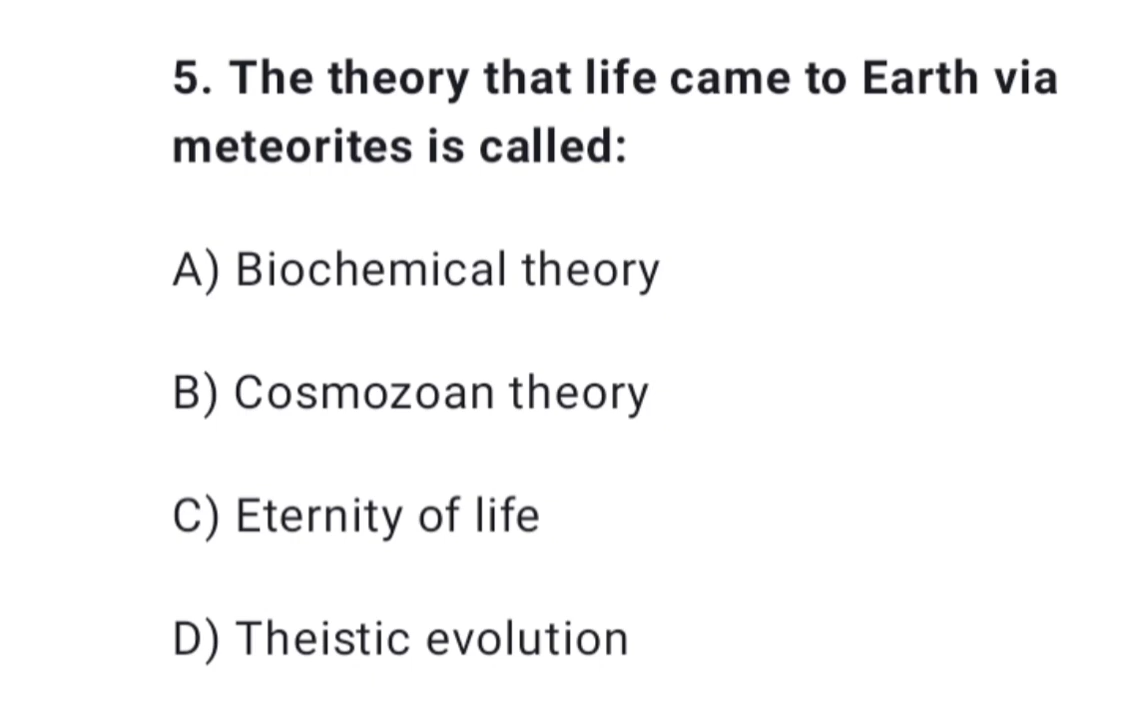 5. The theory that life came to Earth via
meteorites is called:
A) Biochemical theory
B) Cosmozoan theory
C) Eternity of life
D) Theistic evolution